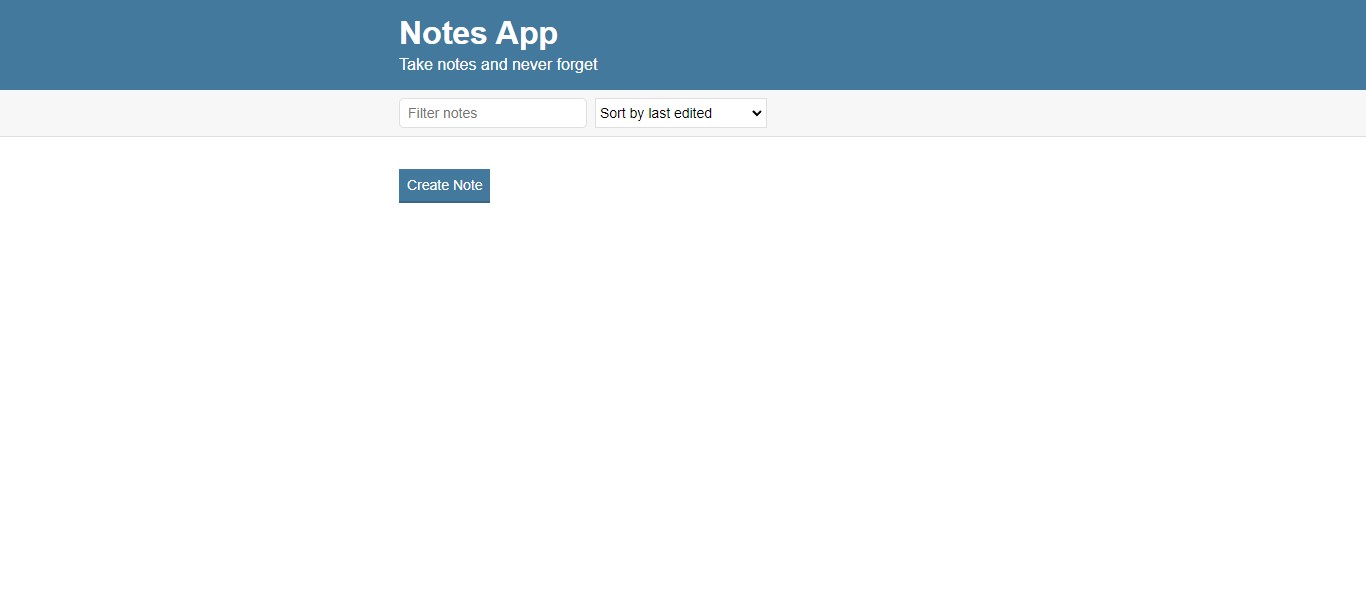 Notes App
Take notes and never forget
Filter notes Sort by last edited
Create Note